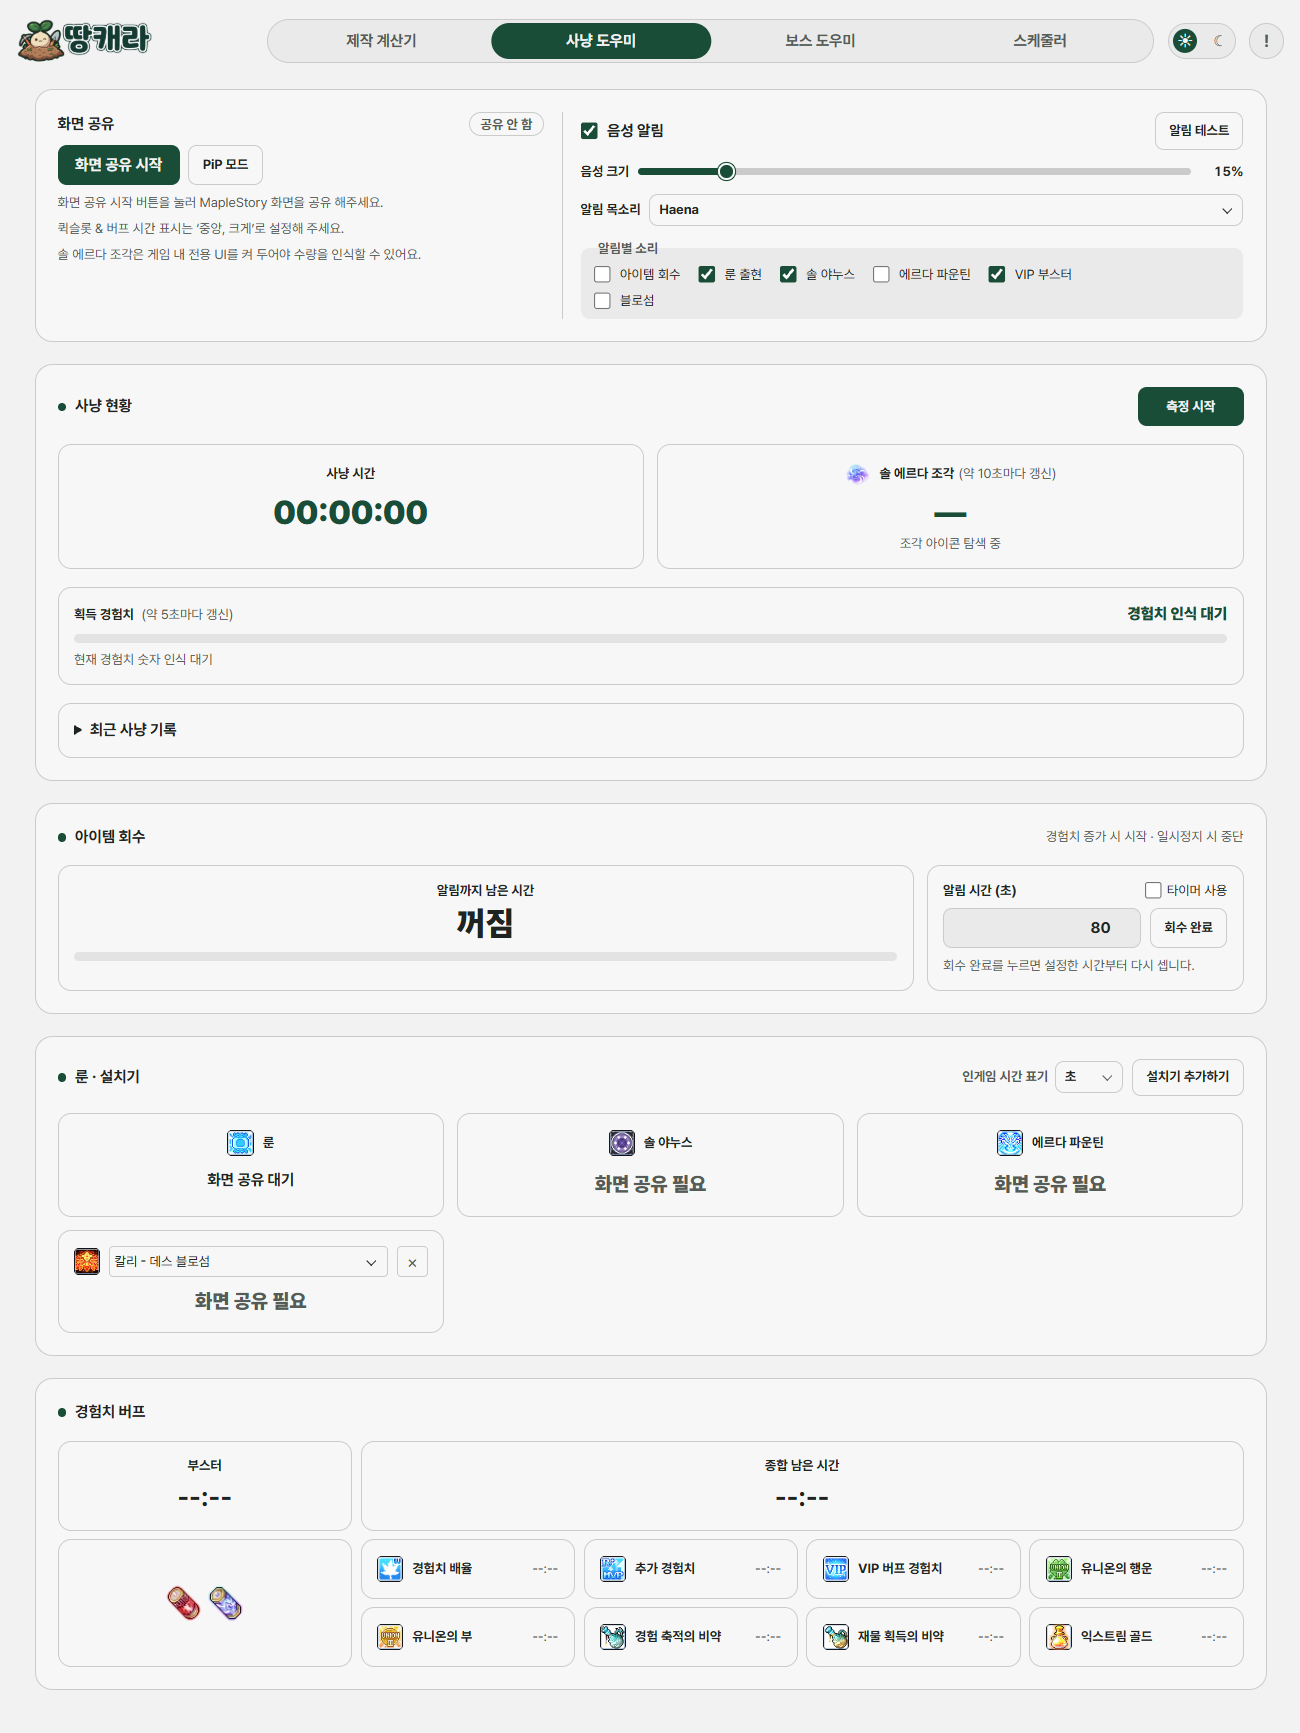 땅캐라
제작 계산기
사냥 도우미
보스 도우미
스케줄러
!
화면 공유
공유 안 함
화면 공유 시작
PiP 모드
화면 공유 시작 버튼을 눌러 MapleStory 화면을 공유 해주세요.
퀵슬롯 & 버프 시간 표시는 '중앙, 크게'로 설정해 주세요.
솔 에르다 조각은 게임 내 전용 UI를 켜 두어야 수량을 인식할 수 있어요.
음성 알림
알림 테스트
음성 크기
15%
알림 목소리
Haena
알림별 소리
아이템 회수
룬 출현
솔 야누스
에르다 파운틴
VIP 부스터
블로섬
사냥 현황
측정 시작
사냥 시간
00:00:00
솔 에르다 조각 (약 10초마다 갱신)
—
조각 아이콘 탐색 중
획득 경험치 (약 5초마다 갱신)
경험치 인식 대기
현재 경험치 숫자 인식 대기
최근 사냥 기록
아이템 회수
경험치 증가 시 시작 · 일시정지 시 중단
알림까지 남은 시간
꺼짐
알림 시간 (초)
타이머 사용
80
회수 완료
회수 완료를 누르면 설정한 시간부터 다시 셉니다.
룬 · 설치기
인게임 시간 표기
초
설치기 추가하기
룬
화면 공유 대기
솔 야누스
화면 공유 필요
에르다 파운틴
화면 공유 필요
칼리 - 데스 블로섬
×
화면 공유 필요
경험치 버프
부스터
--:--
종합 남은 시간
--:--
경험치 배율 --:--
추가 경험치 --:--
VIP
VIP 버프 경험치 --:--
유니온의 행운 --:--
유니온의 부 --:--
경험 축적의 비약 --:--
재물 획득의 비약 --:--
익스트림 골드 --:--